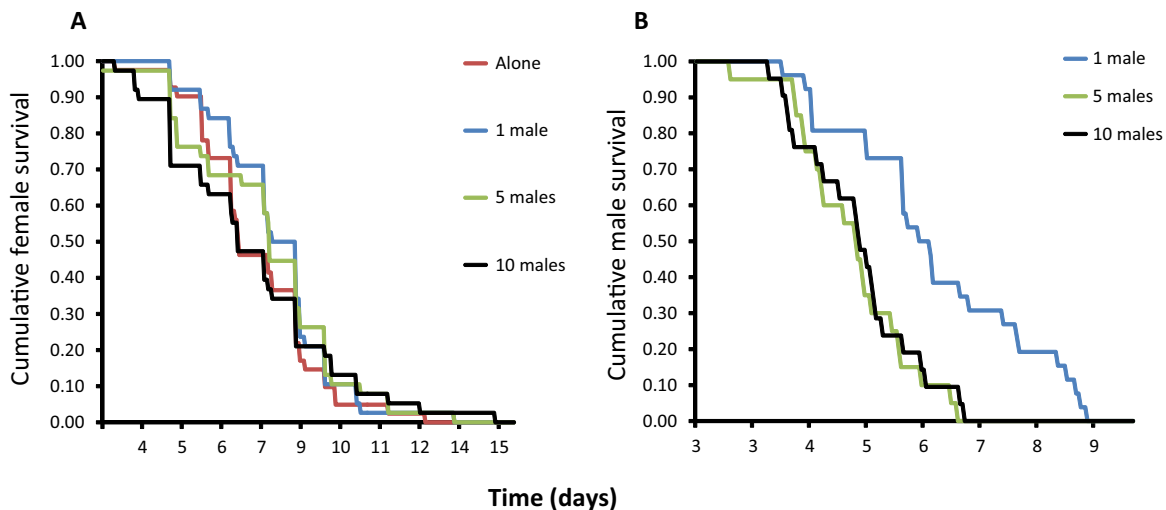 A
Cumulative female survival
1.00
0.90
0.80
0.70
0.60
0.50
0.40
0.30
0.20
0.10
0.00
4 5 6 7 9 10 11 12 14 15
Alone
1 male
5 males
10 males
B
Cumulative male survival
1.00
0.90
0.80
0.70
0.60
0.50
0.40
0.30
0.20
0.10
0.00
3 3 4 5 6 7 8 9
1 male
5 males
10 males
Time (days)